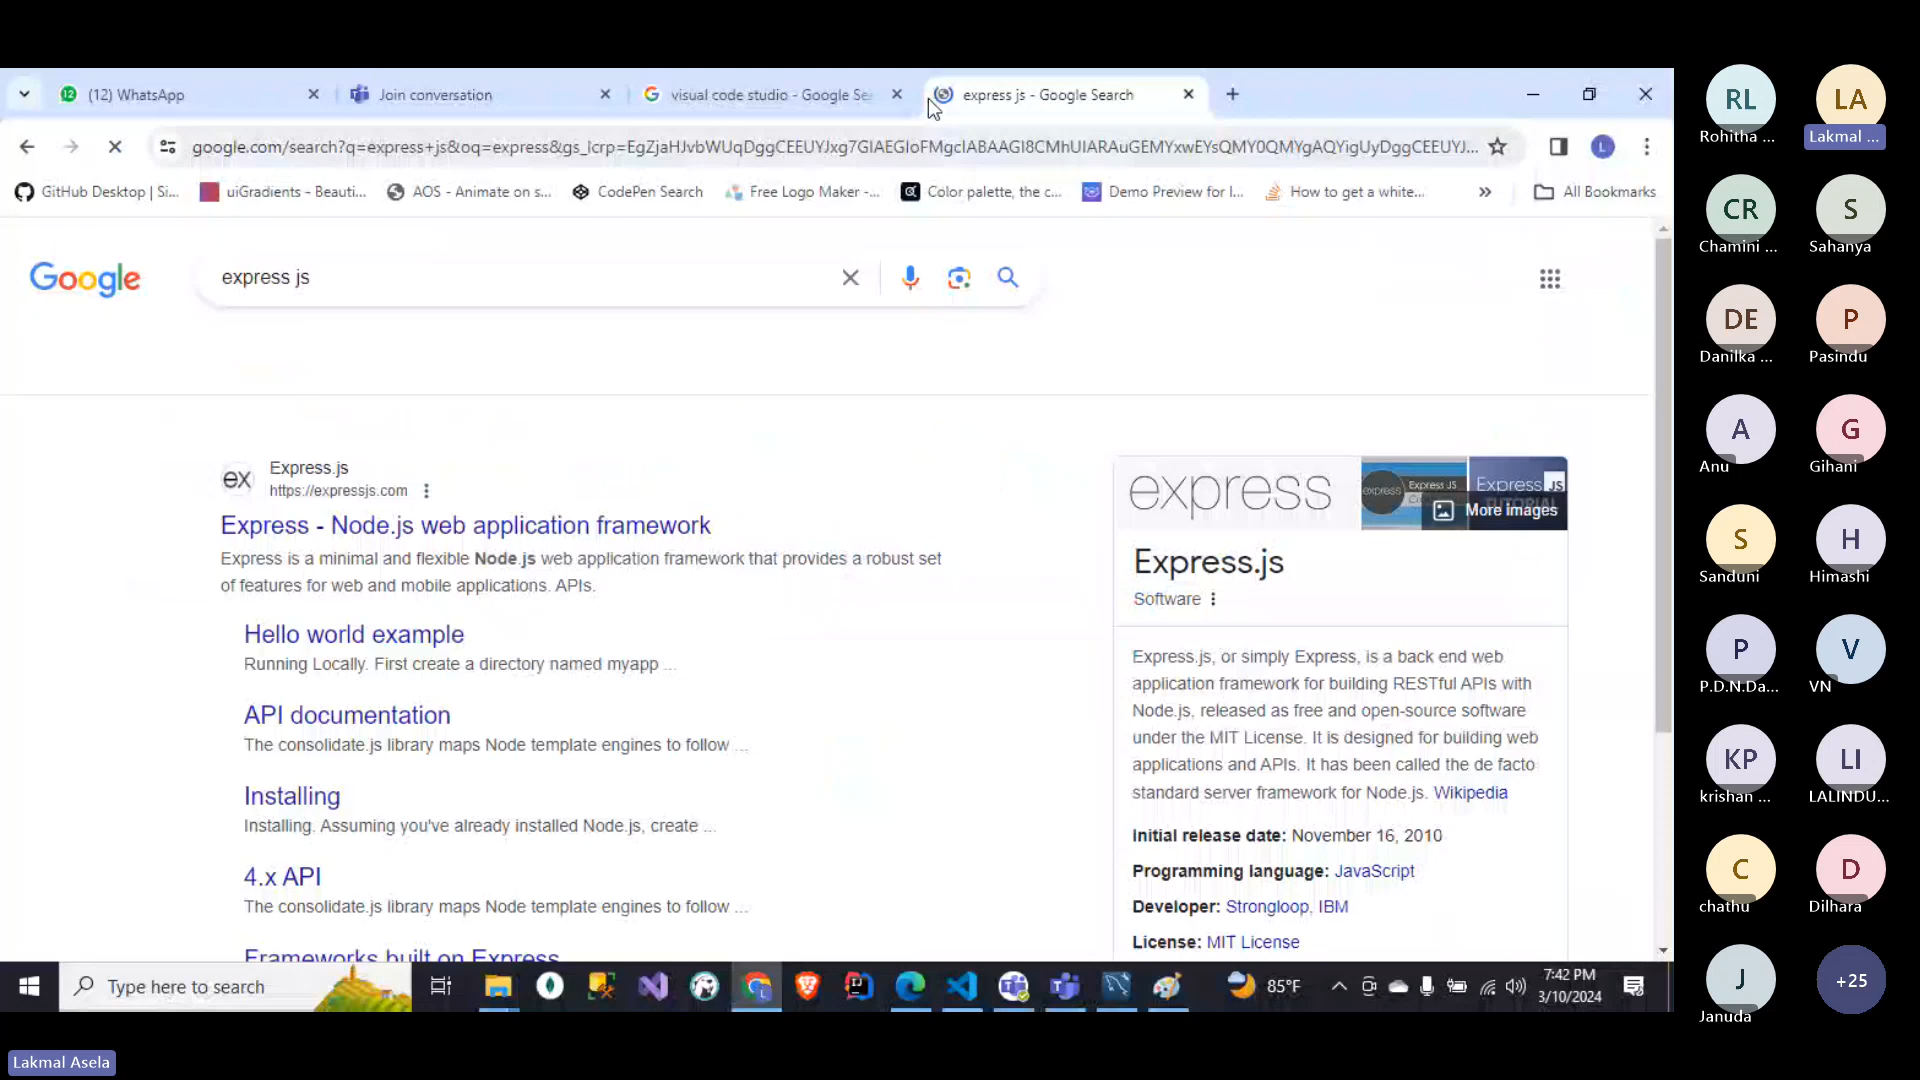 (12) WhatsApp
Join conversation
visual code studio - Google Se
express js - Google Search
google.com/search?q=express+js&oq=express&gs_lcrp=EgZjaHJvbWUqDggCEEUYJxg7GIAEGIoFMgcIABAAGI8CMhUIARAuGEMYxwEYsQMY0QMYgAQYigUyDggCEEUYJ...
GitHub Desktop | Si...
uiGradients - Beauti...
AOS - Animate on s...
CodePen Search
Free Logo Maker -...
Color palette, the c...
Demo Preview for I...
How to get a white...
All Bookmarks
Google
express js
ex
Express.js
https://expressjs.com
Express - Node.js web application framework
Express is a minimal and flexible Node.js web application framework that provides a robust set
of features for web and mobile applications. APIs.
Hello world example
Running Locally. First create a directory named myapp ...
API documentation
The consolidate.js library maps Node template engines to follow ...
Installing
Installing. Assuming you've already installed Node.js, create ...
4.x API
The consolidate.js library maps Node template engines to follow ...
Frameworks built on Express
express
express
Express JS
Express JS
More images
Express.js
Software
Express.js, or simply Express, is a back end web
application framework for building RESTful APIs with
Node.js, released as free and open-source software
under the MIT License. It is designed for building web
applications and APIs. It has been called the de facto
standard server framework for Node.js. Wikipedia
Initial release date: November 16, 2010
Programming language: JavaScript
Developer: Strongloop, IBM
License: MIT License
Type here to search
85°F
7:42 PM
3/10/2024
Lakmal Asela
RL
Rohitha ...
LA
Lakmal ...
CR
Chamini ...
S
Sahanya
DE
Danilka ...
P
Pasindu
A
Anu
G
Gihani
S
Sanduni
H
Himashi
P
P.D.N.Da...
V
VN
KP
krishan ...
LI
LALINDU...
C
chathu
D
Dilhara
J
Januda
+25